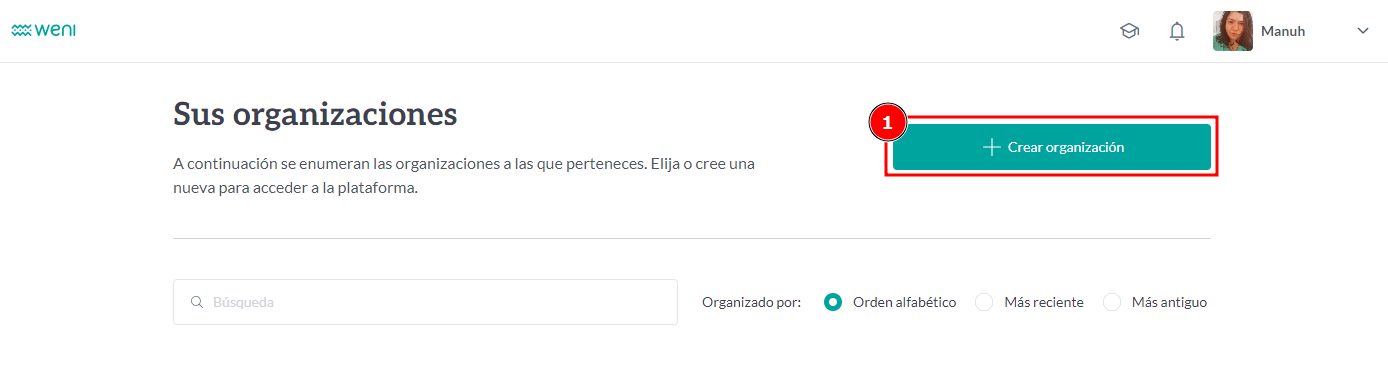 weni
Manuh
Sus organizaciones
1
Crear organización
A continuación se enumeran las organizaciones a las que perteneces. Elija o cree una
nueva para acceder a la plataforma.
Búsqueda
Organizado por: Orden alfabético Más reciente Más antiguo